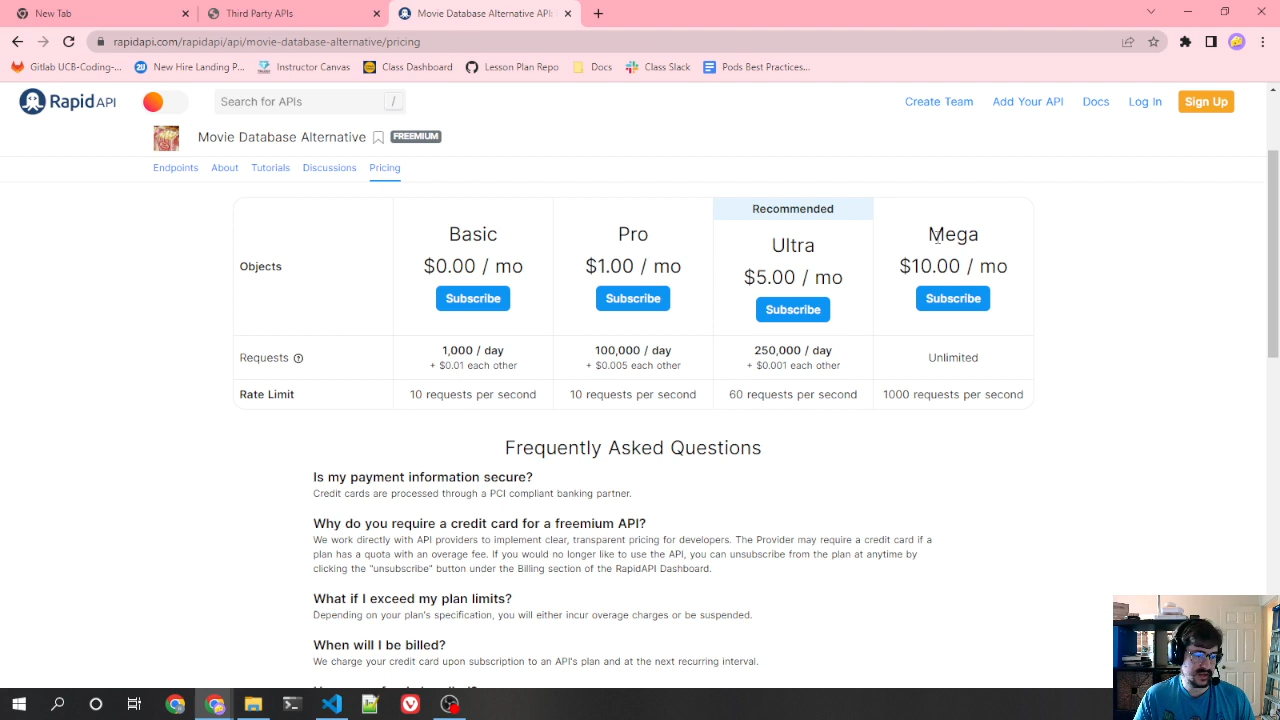 New Tab
Third Party APIs
Movie Database Alternative API
rapidapi.com/rapidapi/api/movie-database-alternative/pricing
Gitlab UCB-Coding-...
New Hire Landing P...
Instructor Canvas
Class Dashboard
Lesson Plan Repo
Docs
Class Slack
Pods Best Practices...
Rapid API
Search for APIs
/
Create Team
Add Your API
Docs
Log In
Sign Up
Movie Database Alternative
FREEMIUM
Endpoints
About
Tutorials
Discussions
Pricing
Objects
Basic
$0.00 / mo
Subscribe
Pro
$1.00 / mo
Subscribe
Recommended
Ultra
$5.00 / mo
Subscribe
Mega
$10.00 / mo
Subscribe
Requests
1,000 / day
+ $0.01 each other
100,000 / day
+ $0.005 each other
250,000 / day
+ $0.001 each other
Unlimited
Rate Limit
10 requests per second
10 requests per second
60 requests per second
1000 requests per second
Frequently Asked Questions
Is my payment information secure?
Credit cards are processed through a PCI compliant banking partner.
Why do you require a credit card for a freemium API?
We work directly with API providers to implement clear, transparent pricing for developers. The Provider may require a credit card if a
plan has a quota with an overage fee. If you would no longer like to use the API, you can unsubscribe from the plan at anytime by
clicking the "unsubscribe" button under the Billing section of the RapidAPI Dashboard.
What if I exceed my plan limits?
Depending on your plan's specification, you will either incur overage charges or be suspended.
When will I be billed?
We charge your credit card upon subscription to an API's plan and at the next recurring interval.